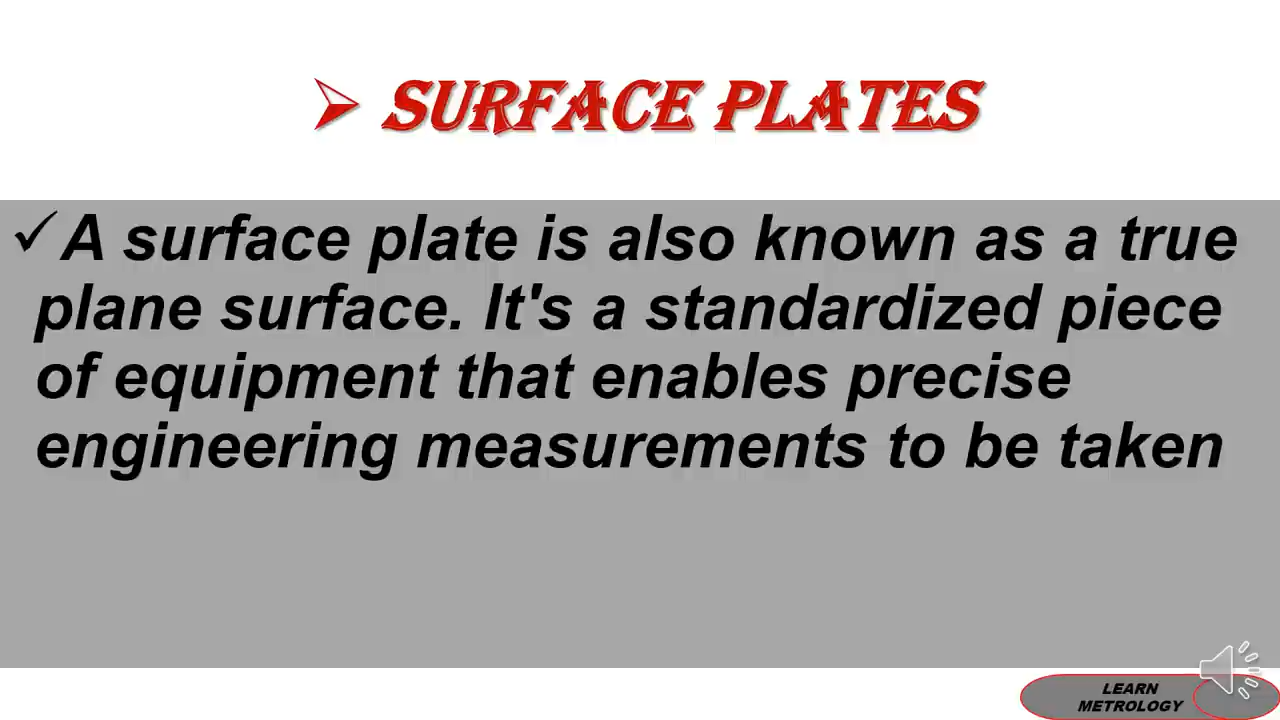 ➢ SURFACE PLATES
✓A surface plate is also known as a true
plane surface. It's a standardized piece
of equipment that enables precise
engineering measurements to be taken
LEARN
METROLOGY